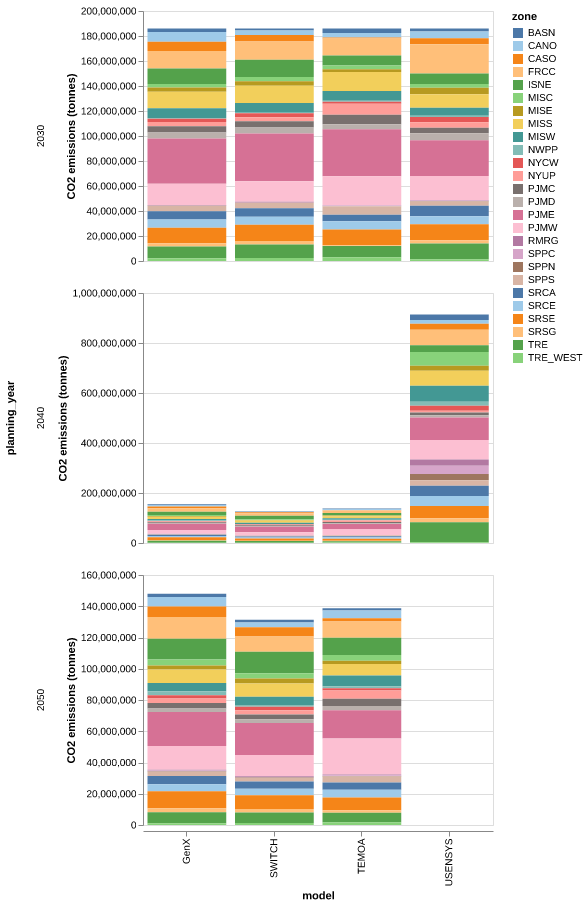 200,000,000
180,000,000
160,000,000
140,000,000
120,000,000
100,000,000
80,000,000
60,000,000
40,000,000
20,000,000
0
CO2 emissions (tonnes)
2030
1,000,000,000
800,000,000
600,000,000
400,000,000
200,000,000
0
CO2 emissions (tonnes)
2040
planning_year
160,000,000
140,000,000
120,000,000
100,000,000
80,000,000
60,000,000
40,000,000
20,000,000
0
CO2 emissions (tonnes)
2050
GenX
SWITCH
TEMOA
USENSYS
model
zone
BASN
CANO
CASO
FRCC
ISNE
MISC
MISE
MISS
MISW
NWPP
NYCW
NYUP
PJMC
PJMD
PJME
PJMW
RMRG
SPPC
SPPN
SPPS
SRCA
SRCE
SRSE
SRSG
TRE
TRE_WEST